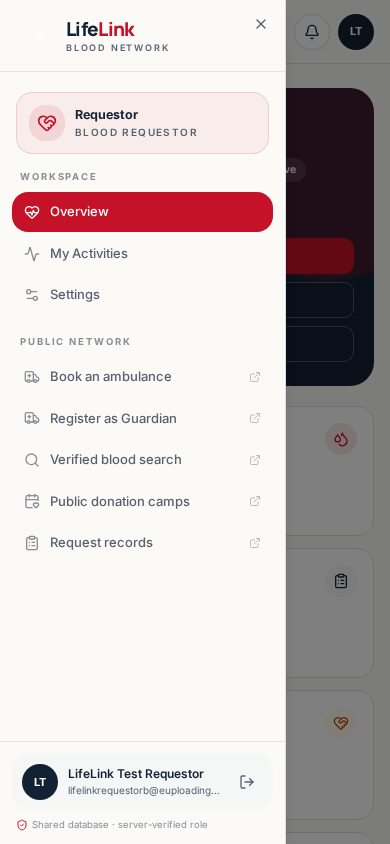 LifeLink
BLOOD NETWORK
LT
Requestor
BLOOD REQUESTOR
WORKSPACE
ve
Overview
My Activities
Settings
PUBLIC NETWORK
Book an ambulance
Register as Guardian
Verified blood search
Public donation camps
Request records
LT
LifeLink Test Requestor
lifelinkrequestorb@euploading...
Shared database · server-verified role